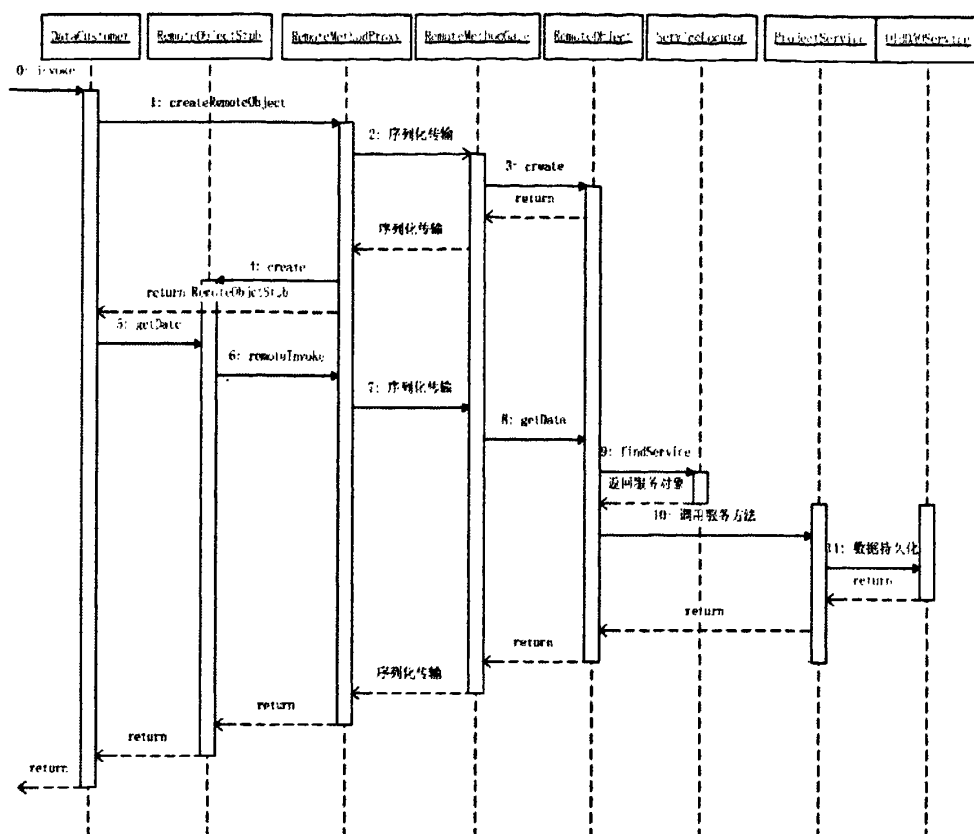 DataCustomer
RemoteObjectStub
RemoteMethodProxy
RemoteMethodGate
RemoteObject
ServiceLocator
ProjectService
0: invoke
1: createRemoteObject
2: 序列化传输
3: create
return
序列化传输
4: create
return RemoteObjctStub
5: getDate
6: remoteInvoke
7: 序列化传输
8: getDate
9: findService
返回服务对象
10: 调用服务方法
11: 数据持久化
return
return
return
序列化传输
return
return
return